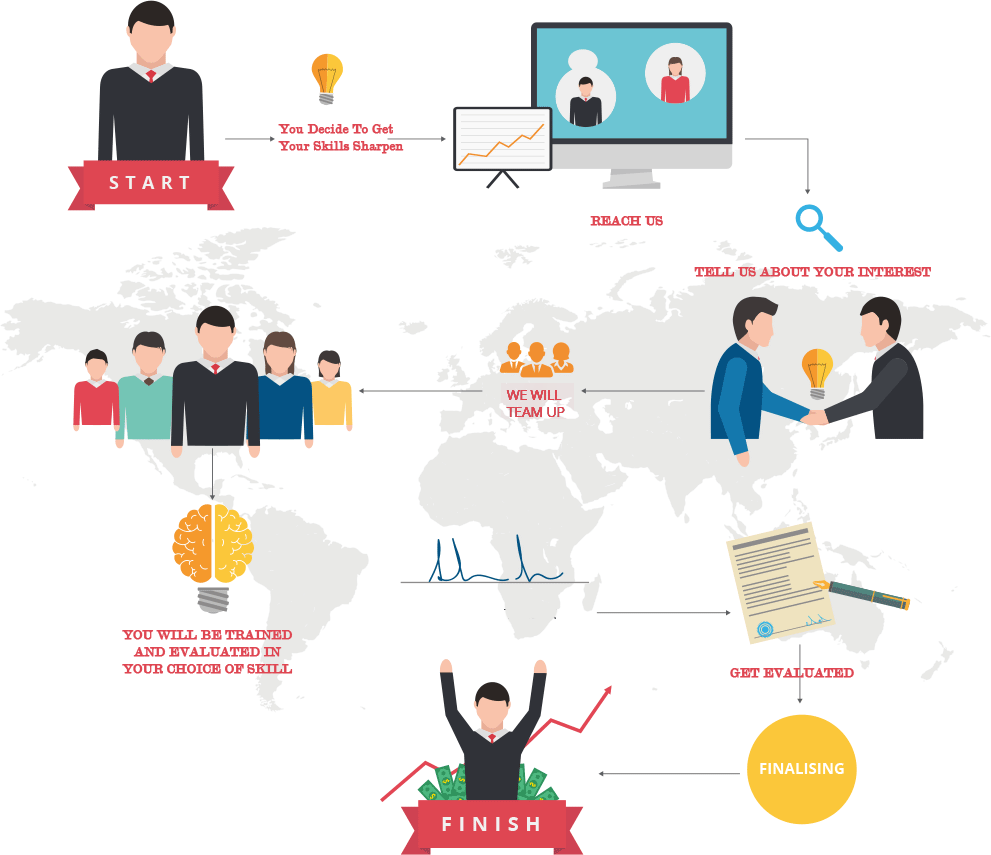 START
You Decide To Get
Your Skills Sharpen
REACH US
TELL US ABOUT YOUR INTEREST
WE WILL
TEAM UP
YOU WILL BE TRAINED
AND EVALUATED IN
YOUR CHOICE OF SKILL
GET EVALUATED
FINALISING
FINISH